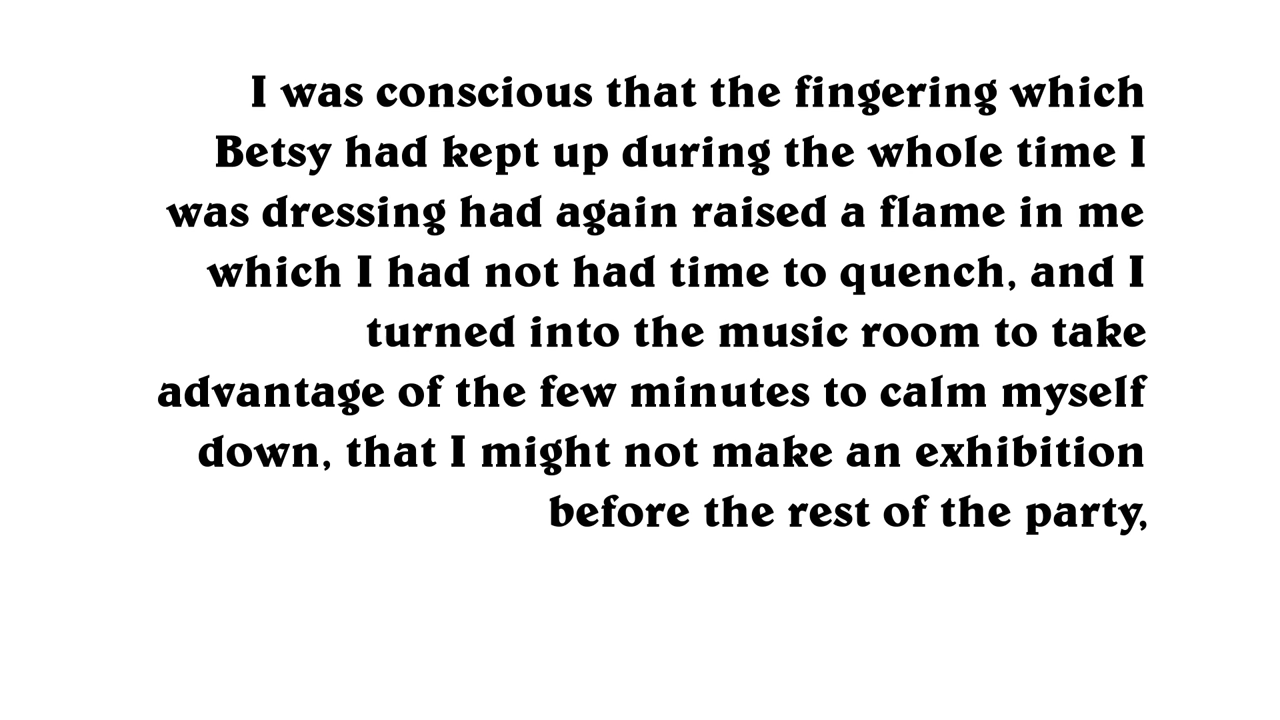 I was conscious that the fingering which
Betsy had kept up during the whole time I
was dressing had again raised a flame in me
which I had not had time to quench, and I
turned into the music room to take
advantage of the few minutes to calm myself
down, that I might not make an exhibition
before the rest of the party,